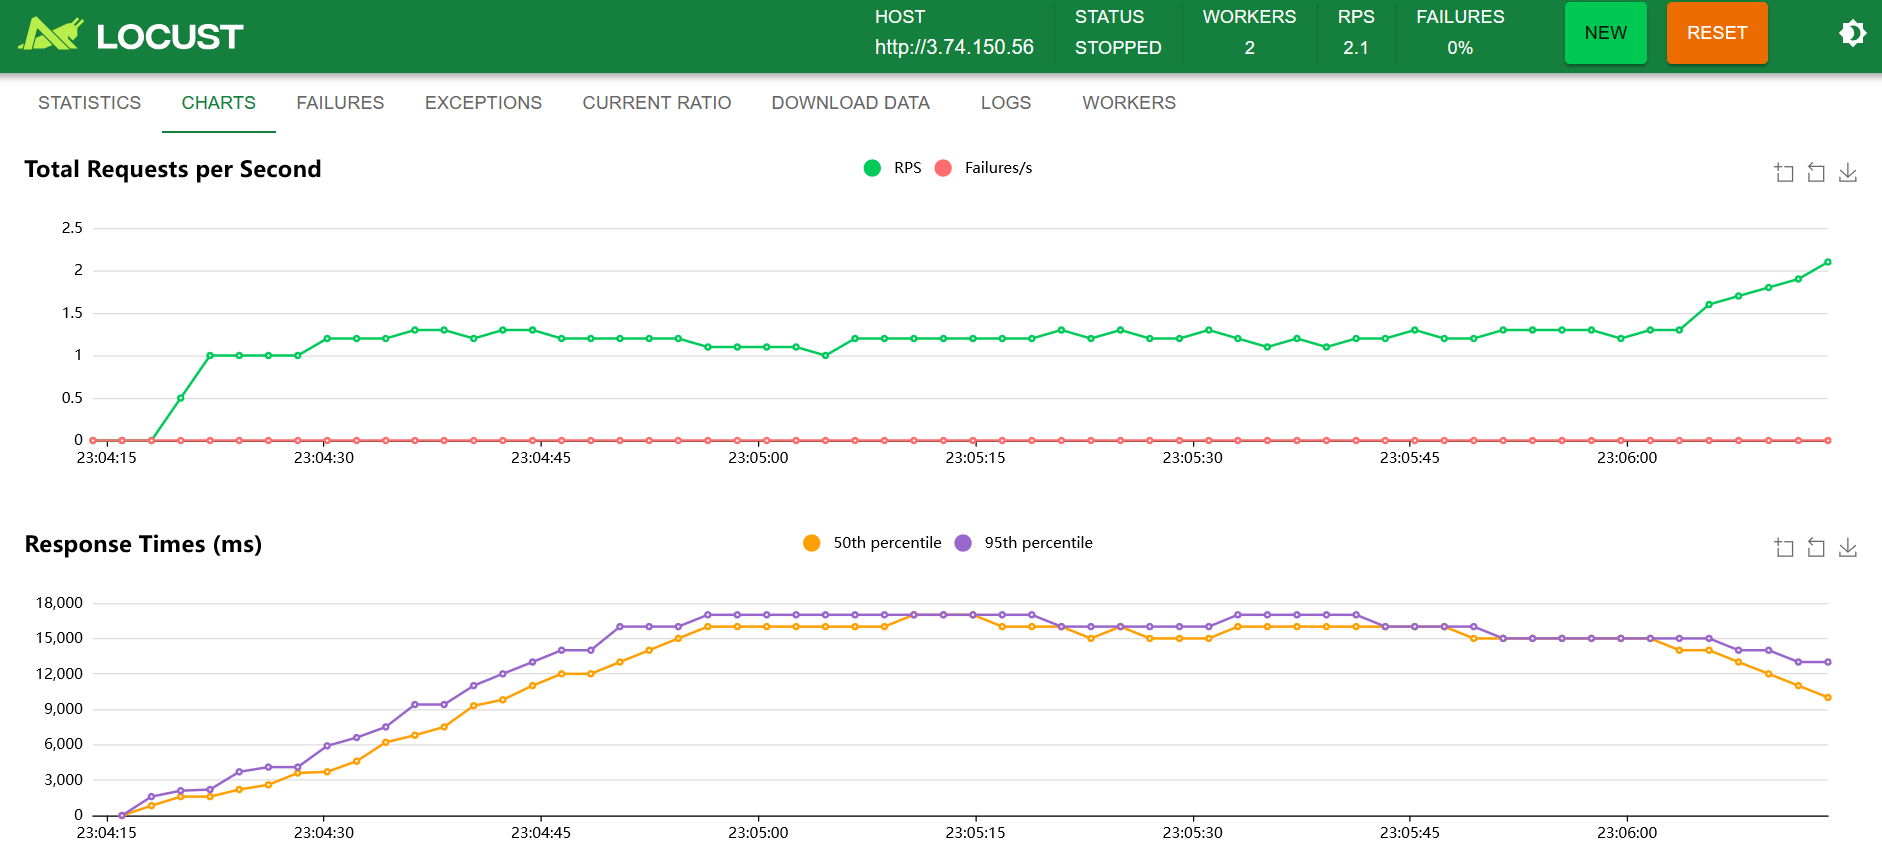 LOCUST
HOST
http://3.74.150.56
STATUS
STOPPED
WORKERS
2
RPS
2.1
FAILURES
0%
NEW
RESET
STATISTICS CHARTS FAILURES EXCEPTIONS CURRENT RATIO DOWNLOAD DATA LOGS WORKERS
Total Requests per Second
RPS Failures/s
2.5
2
1.5
1
0.5
0
23:04:15 23:04:30 23:04:45 23:05:00 23:05:15 23:05:30 23:05:45 23:06:00
Response Times (ms)
50th percentile 95th percentile
18,000
15,000
12,000
9,000
6,000
3,000
0
23:04:15 23:04:30 23:04:45 23:05:00 23:05:15 23:05:30 23:05:45 23:06:00